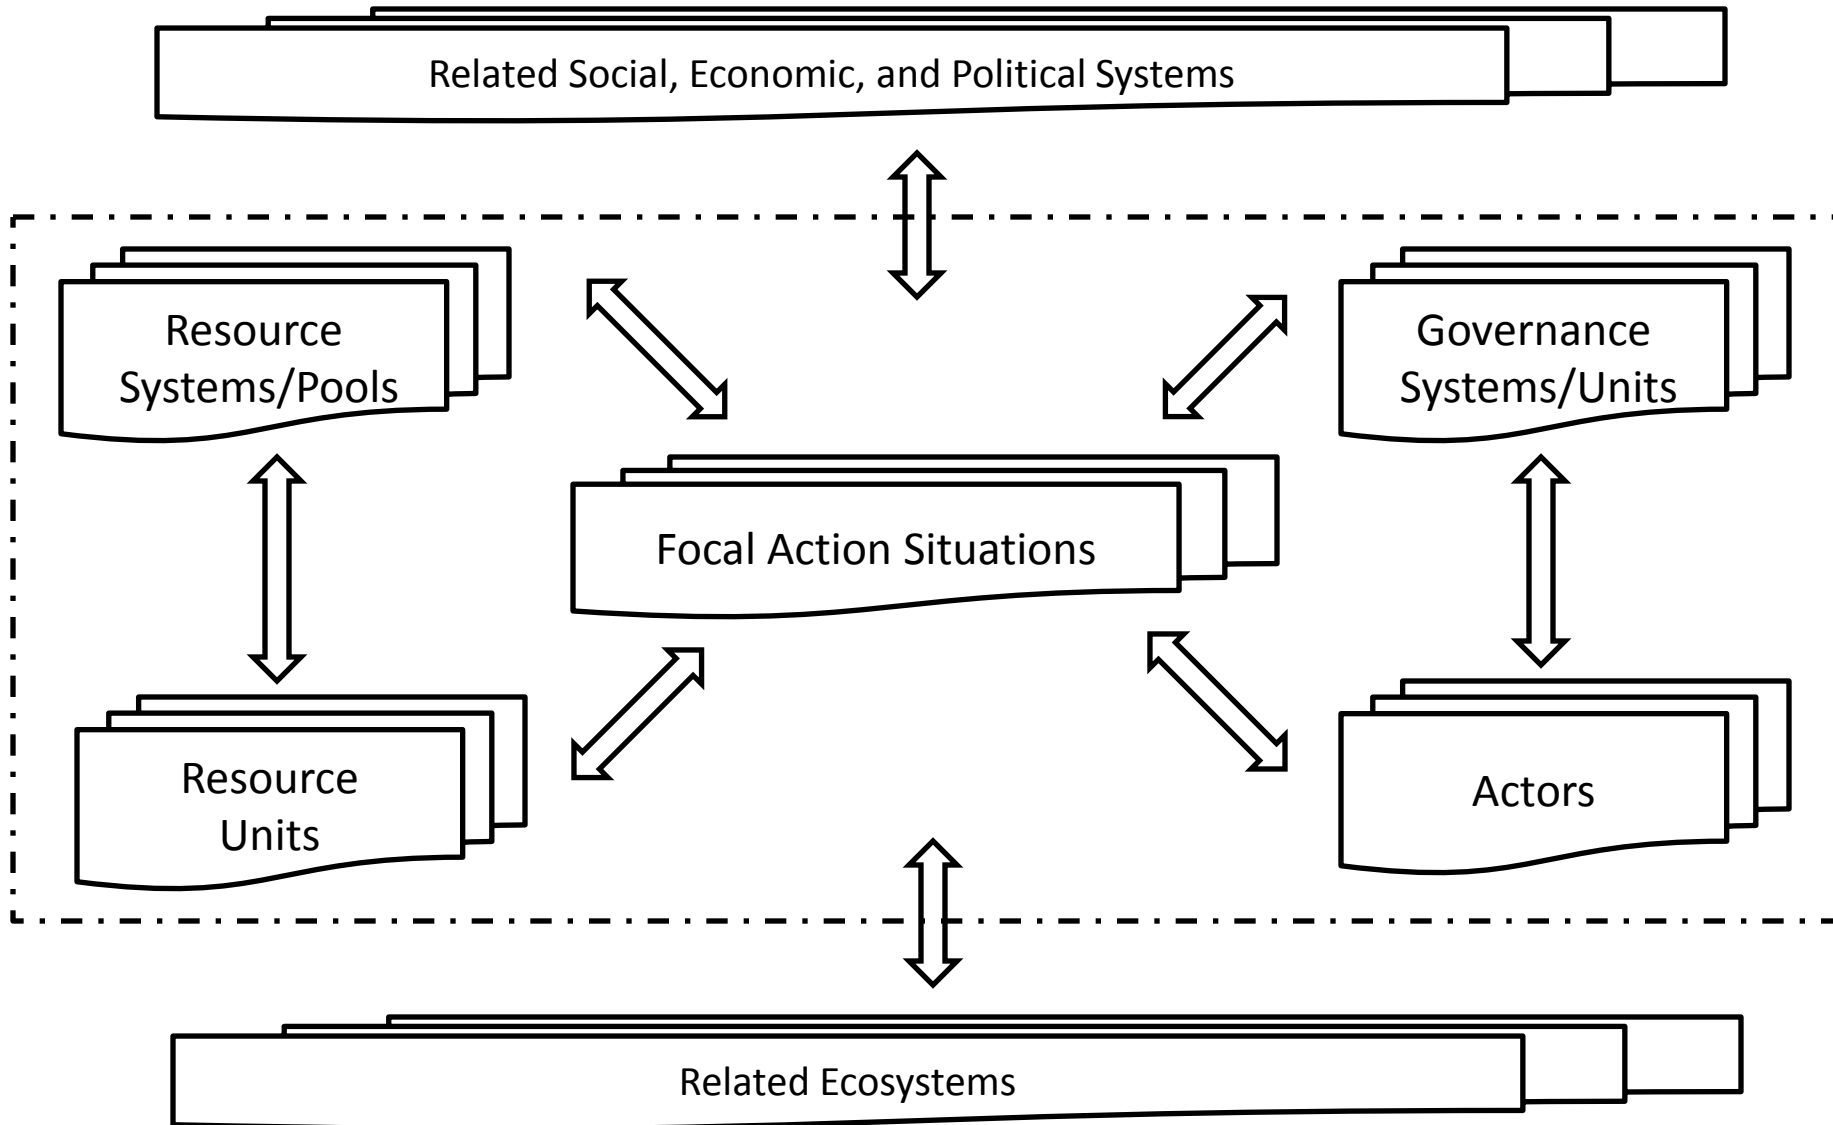 Related Social, Economic, and Political Systems
Resource
Systems/Pools
Governance
Systems/Units
Focal Action Situations
Resource
Units
Actors
Related Ecosystems